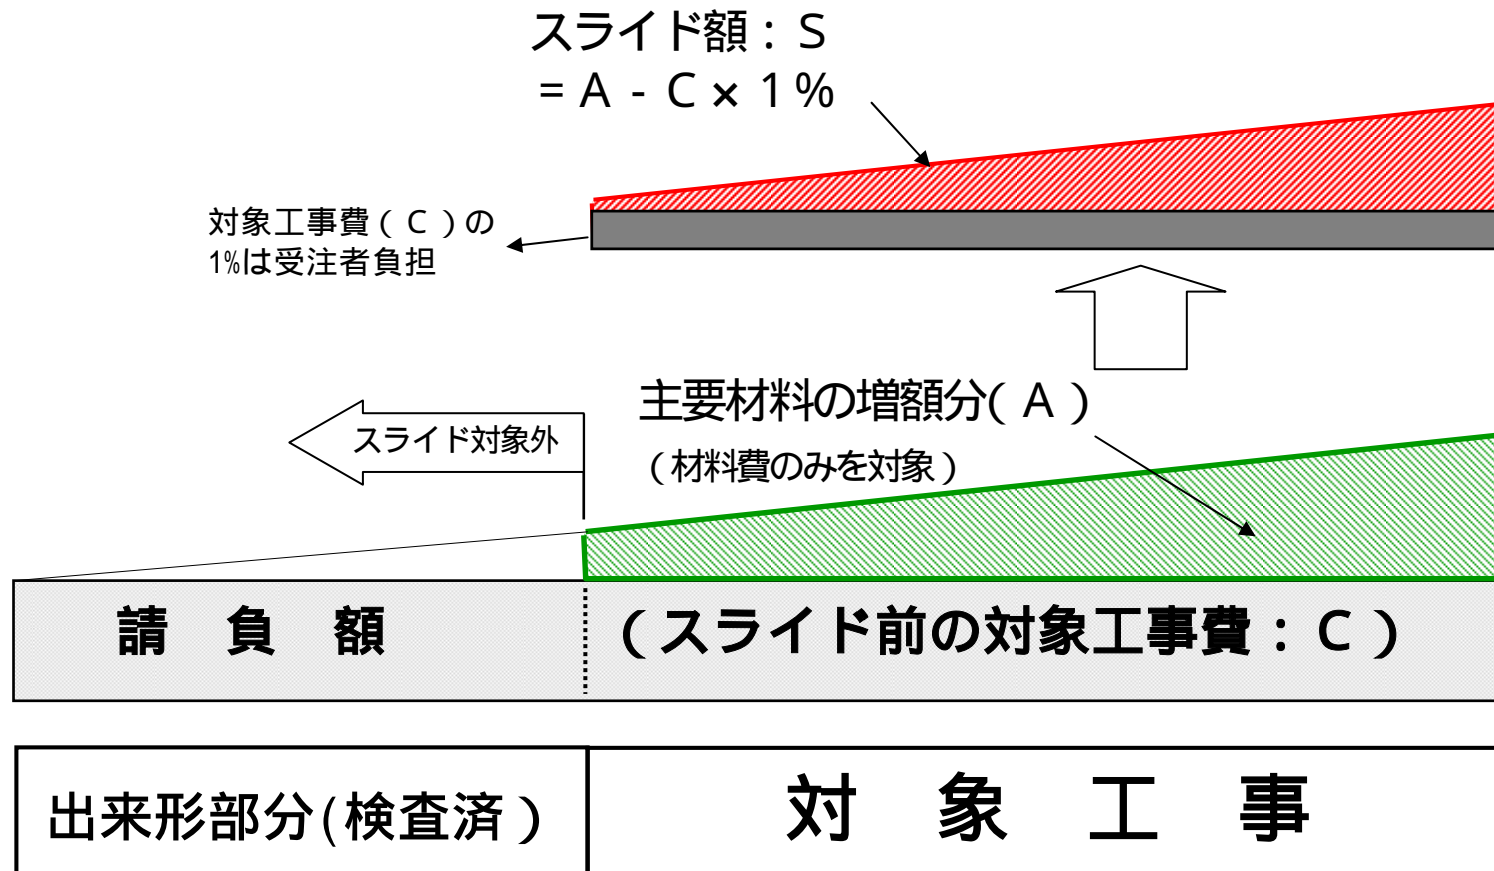 スライド額：S
＝A－C×1%
対象工事費（C）の
1%は受注者負担
主要材料の増額分（A）
スライド対象外
（材料費のみを対象）
請負額
（スライド前の対象工事費：C）
出来形部分(検査済)
対象工事